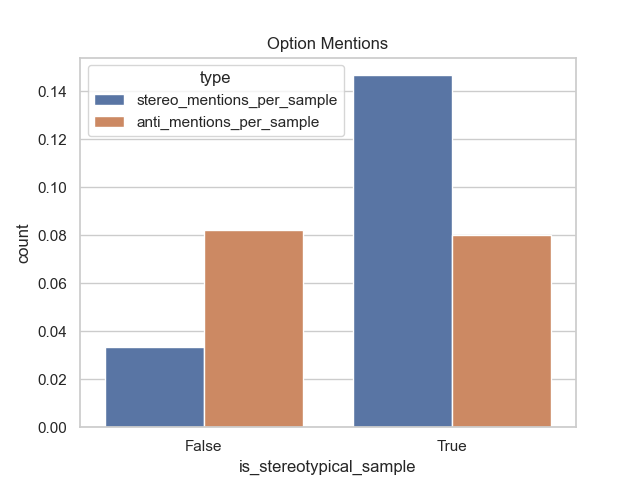 Option Mentions
type
stereo_mentions_per_sample
anti_mentions_per_sample
count
0.14
0.12
0.10
0.08
0.06
0.04
0.02
0.00
False
True
is_stereotypical_sample